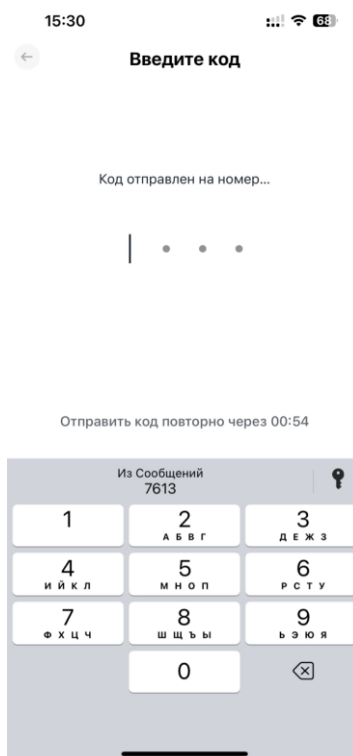 15:30
68
Введите код
Код отправлен на номер...
Отправить код повторно через 00:54
Из Сообщений
7613
1 2 3
А Б В Г Д Е Ж З
4 5 6
И Й К Л М Н О П Р С Т У
7 8 9
Ф Х Ц Ч Ш Щ Ъ Ы Ь Э Ю Я
0